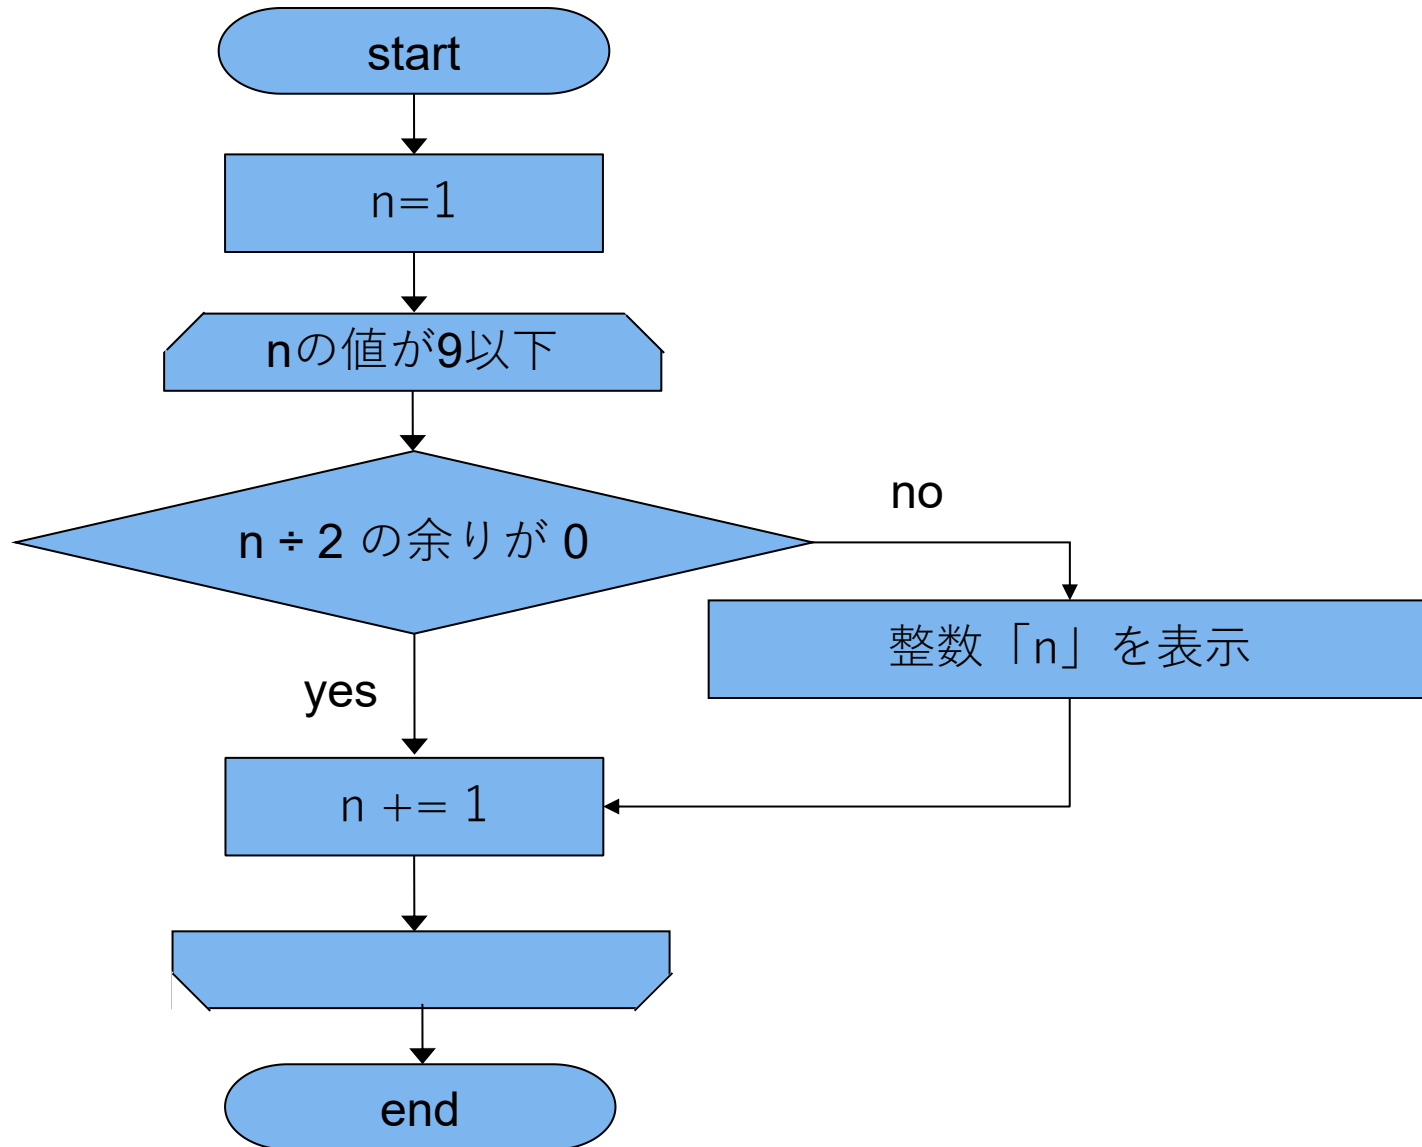 start
n=1
nの値が9以下
n ÷ 2 の余りが 0
no
整数「n」を表示
yes
n += 1
end